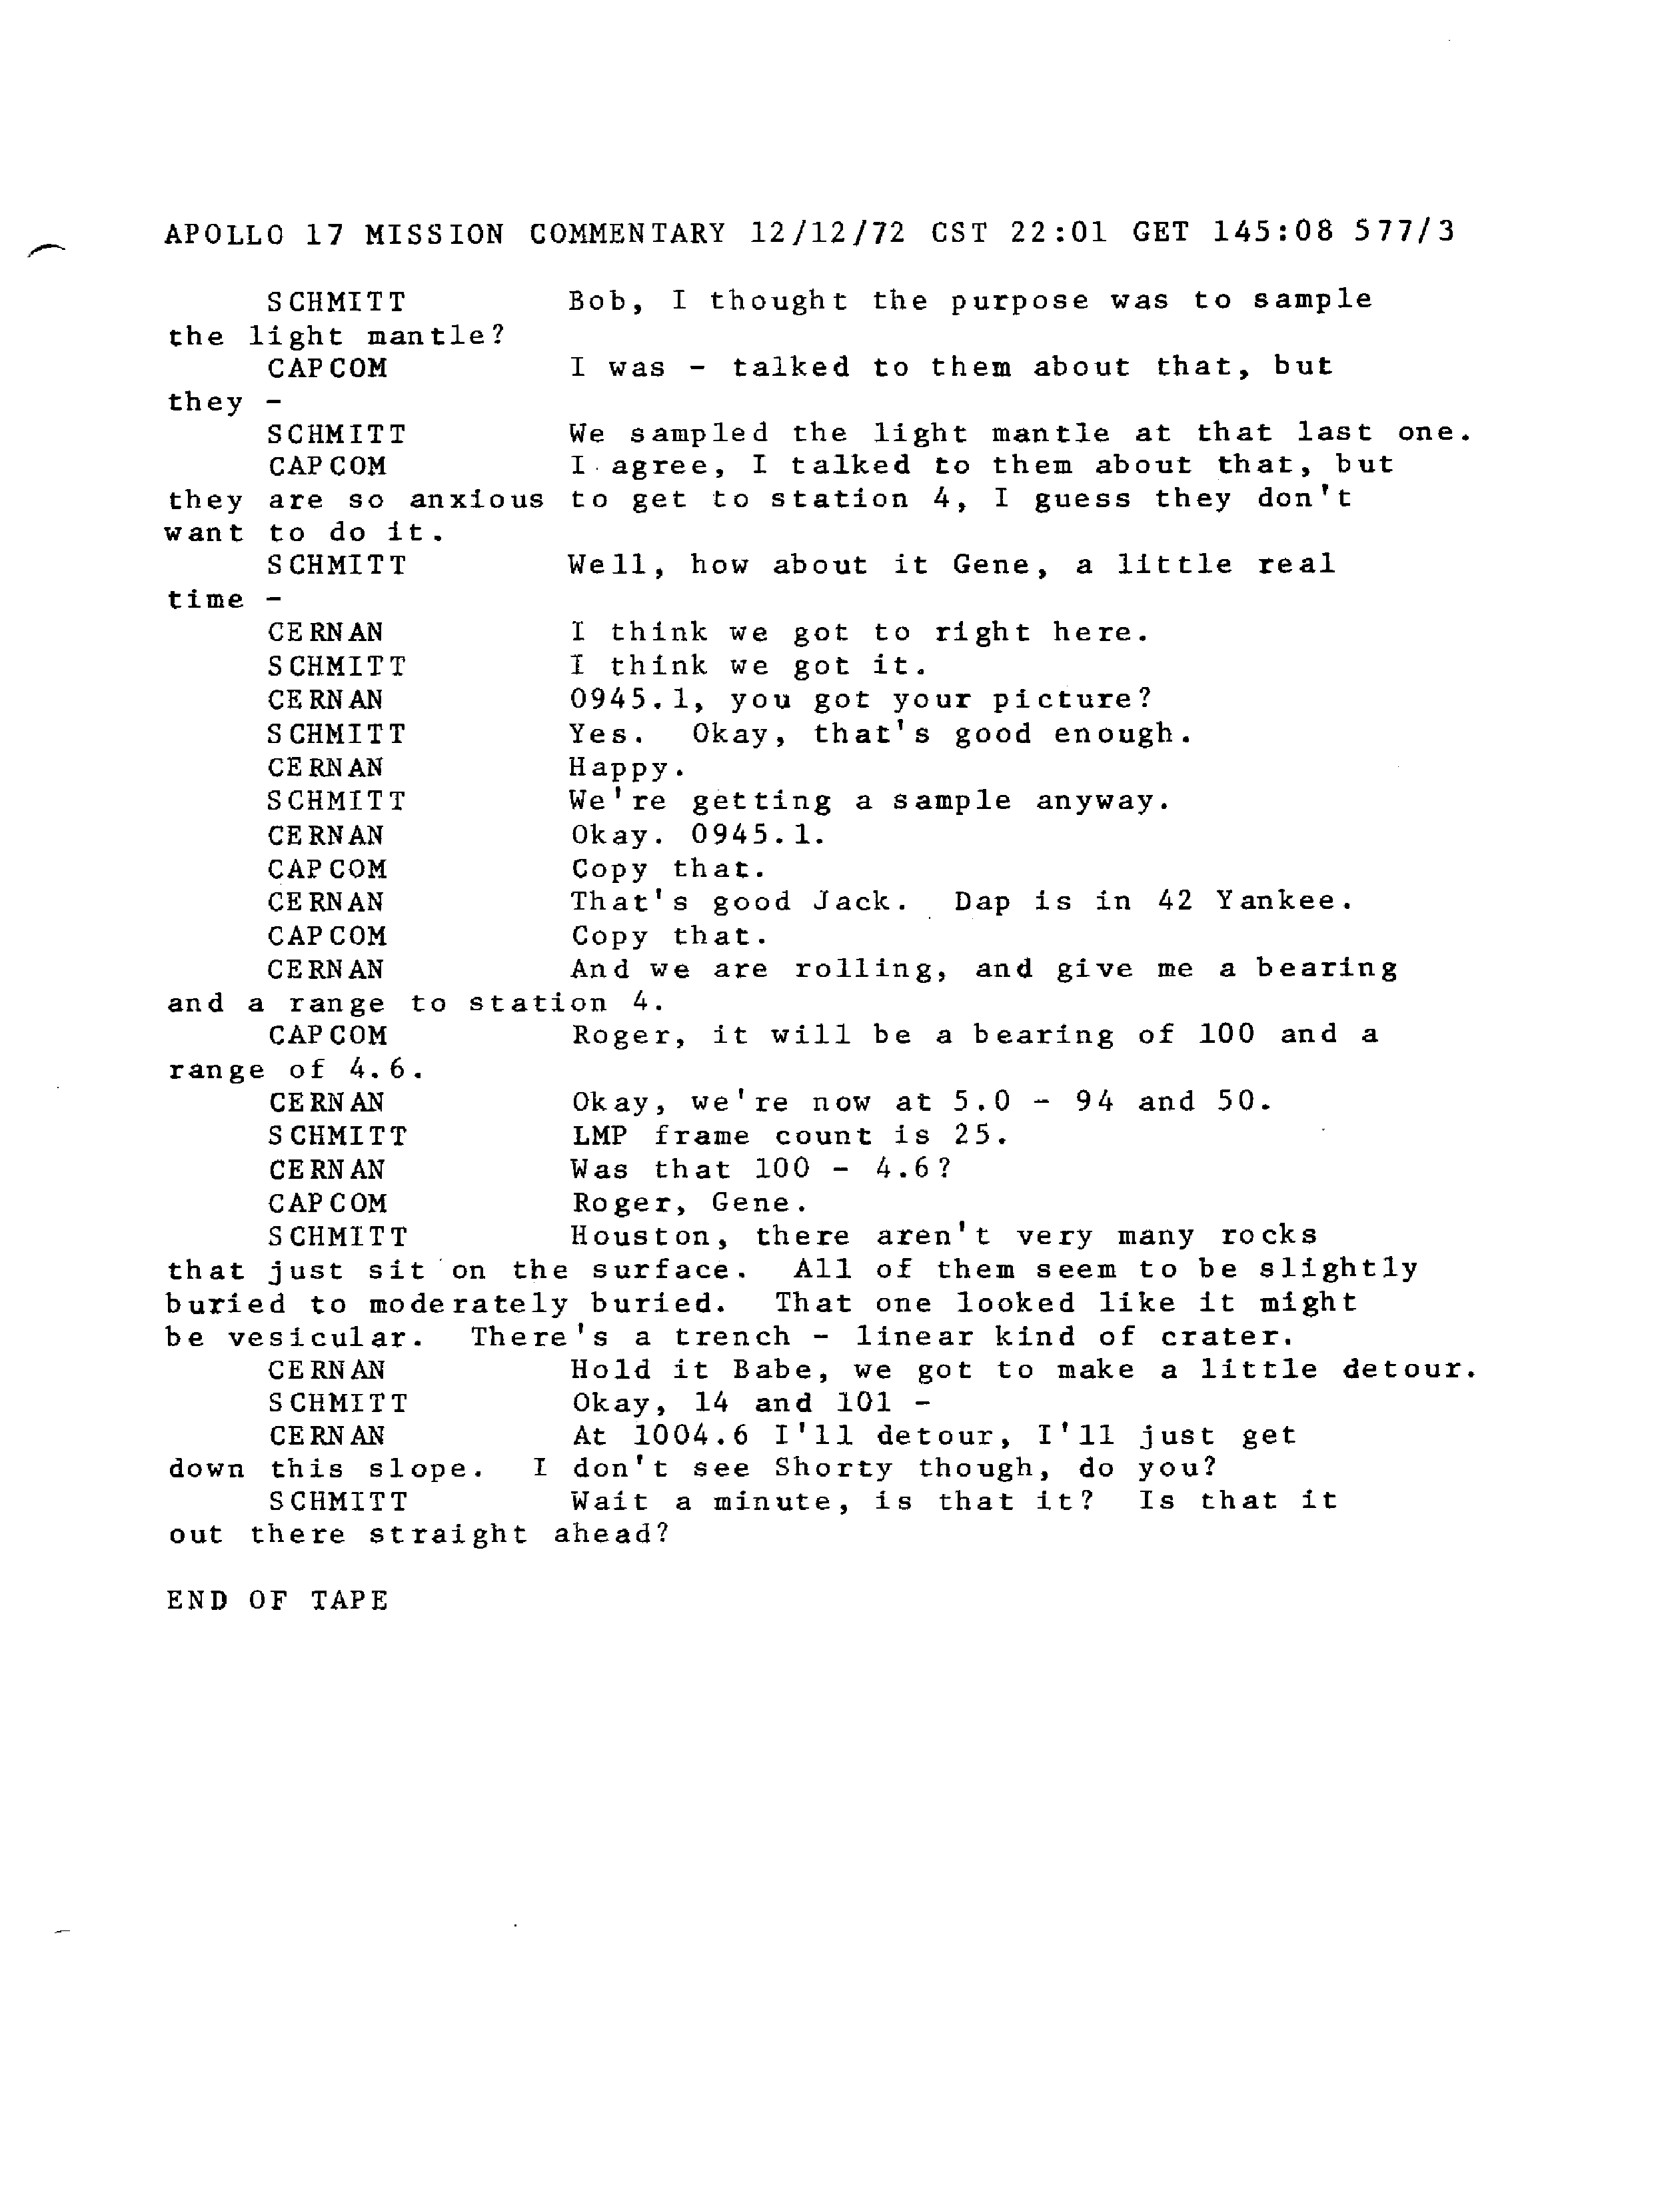 APOLLO 17 MISSION COMMENTARY 12/12/72 CST 22:01 GET 145:08 577/3
SCHMITT Bob, I thought the purpose was to sample
the light mantle?
CAPCOM I was - talked to them about that, but
they -
SCHMITT We sampled the light mantle at that last one.
CAPCOM I agree, I talked to them about that, but
they are so anxious to get to station 4, I guess they don't
want to do it.
SCHMITT Well, how about it Gene, a little real
time -
CERNAN I think we got to right here.
SCHMITT I think we got it.
CERNAN 0945.1, you got your picture?
SCHMITT Yes. Okay, that's good enough.
CERNAN Happy.
SCHMITT We're getting a sample anyway.
CERNAN Okay. 0945.1.
CAPCOM Copy that.
CERNAN That's good Jack. Dap is in 42 Yankee.
CAPCOM Copy that.
CERNAN And we are rolling, and give me a bearing
and a range to station 4.
CAPCOM Roger, it will be a bearing of 100 and a
range of 4.6.
CERNAN Okay, we're now at 5.0 - 94 and 50.
SCHMITT LMP frame count is 25.
CERNAN Was that 100 - 4.6?
CAPCOM Roger, Gene.
SCHMITT Houston, there aren't very many rocks
that just sit on the surface. All of them seem to be slightly
buried to moderately buried. That one looked like it might
be vesicular. There's a trench - linear kind of crater.
CERNAN Hold it Babe, we got to make a little detour.
SCHMITT Okay, 14 and 101 -
CERNAN At 1004.6 I'll detour, I'll just get
down this slope. I don't see Shorty though, do you?
SCHMITT Wait a minute, is that it? Is that it
out there straight ahead?
END OF TAPE